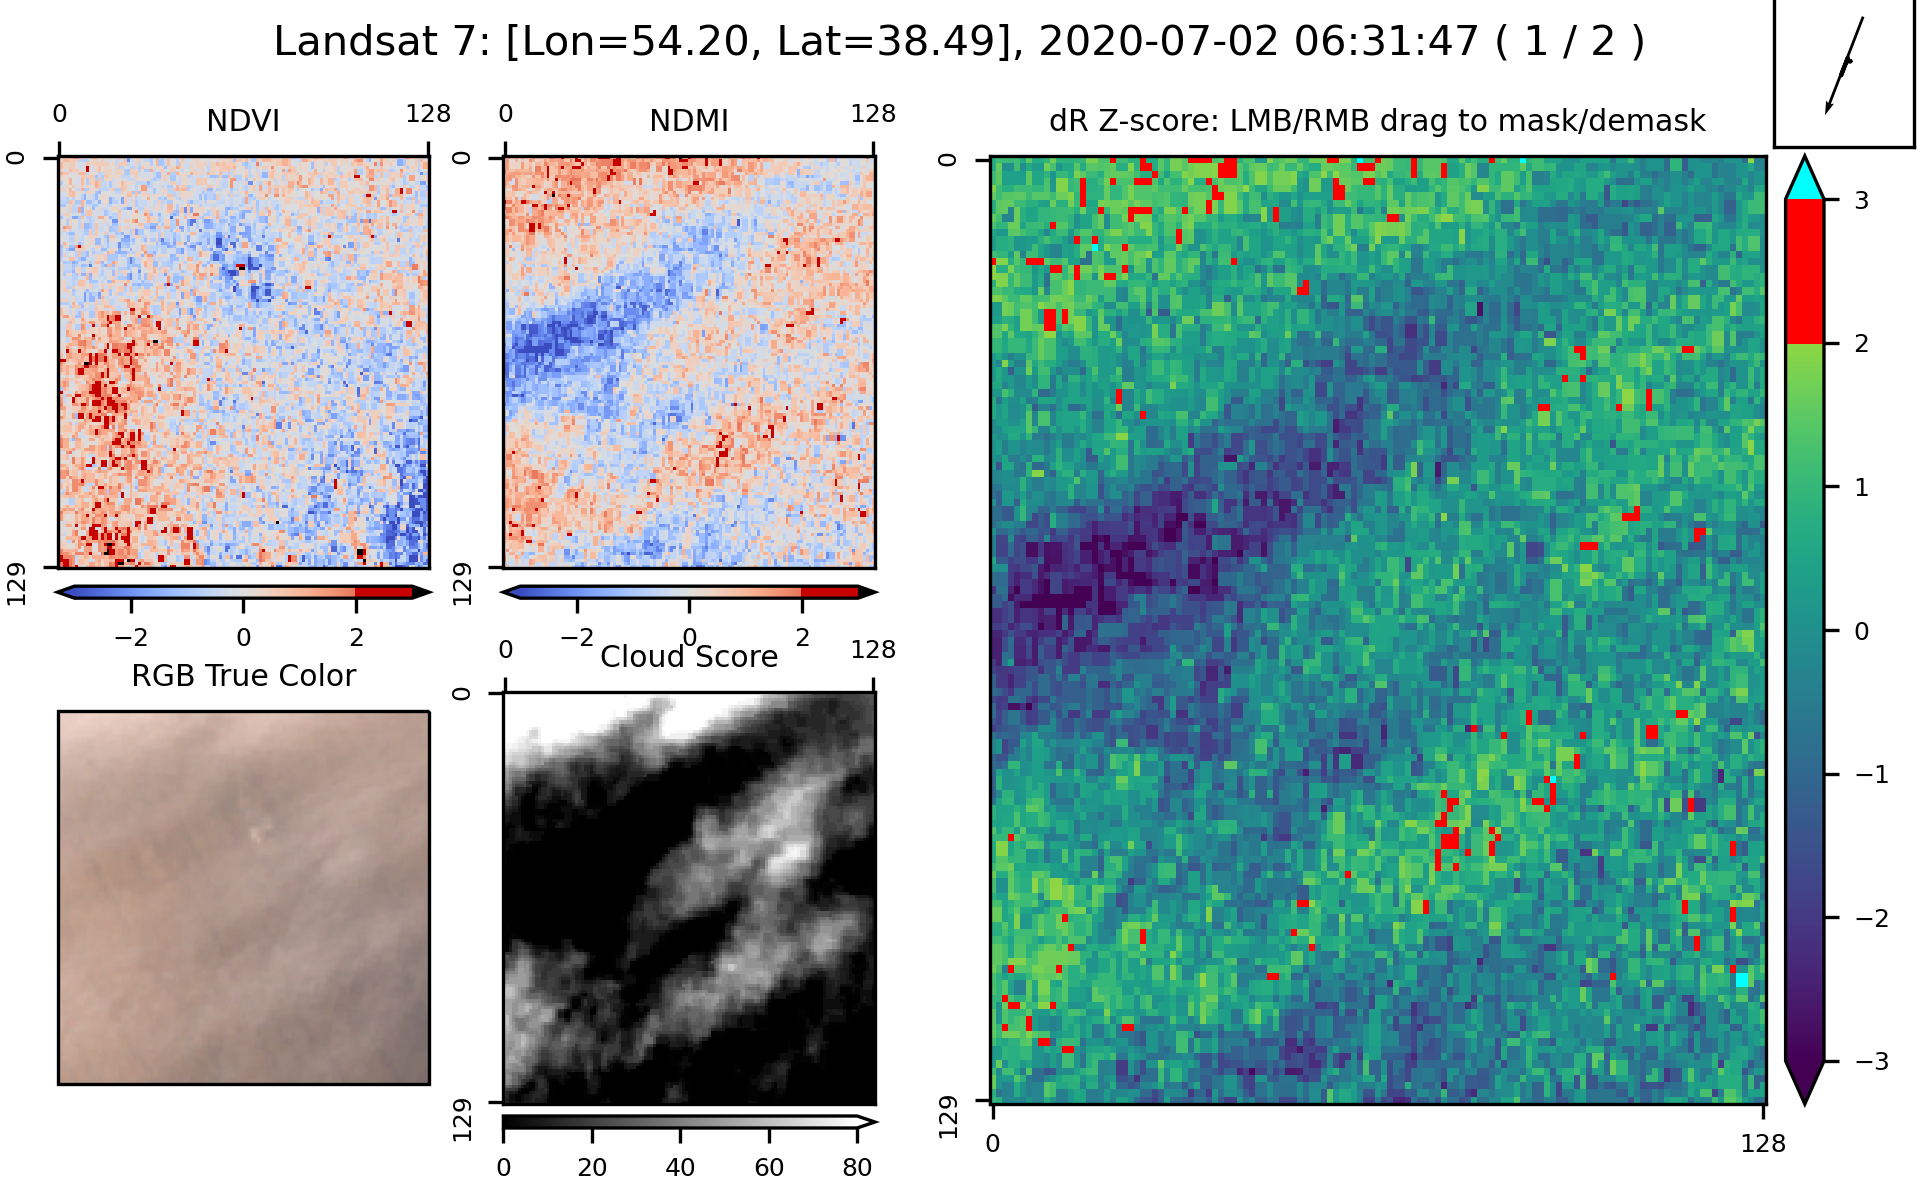 Landsat 7: [Lon=54.20, Lat=38.49], 2020-07-02 06:31:47 ( 1 / 2 )
0 NDVI 128
0
129
−2 0 2
0 NDMI 128
0
129
−2 0 2
dR Z-score: LMB/RMB drag to mask/demask
0
129
0 128
3
2
1
0
−1
−2
−3
RGB True Color
0 Cloud Score 128
0
129
0 20 40 60 80